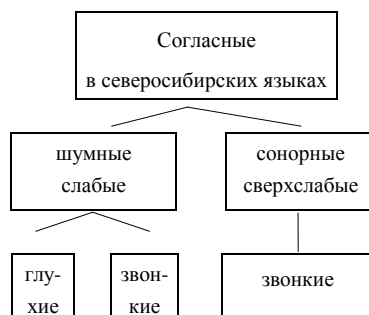 Согласные
в северосибирских языках
шумные
слабые
сонорные
сверхслабые
глу-
хие
звон-
кие
звонкие